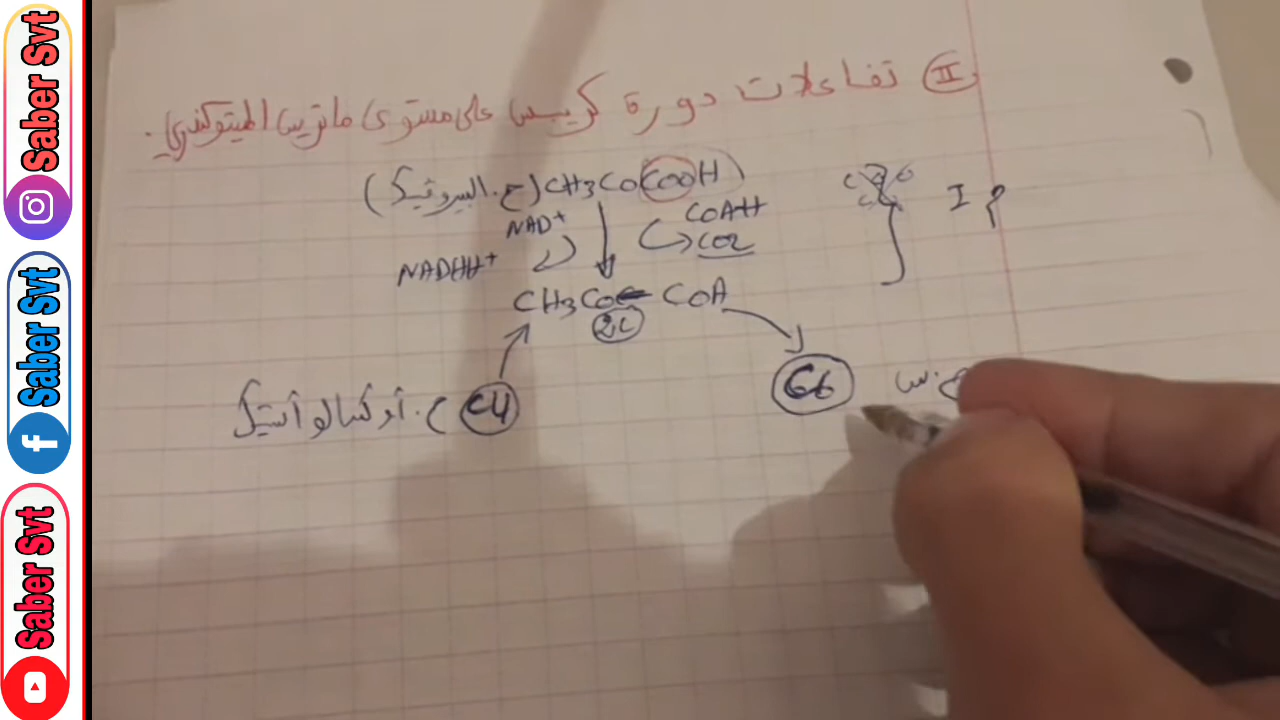 II تفاعلات دورة كريبس على مستوى ماتريس الميتوكندري.
CH3COCOOH (ح. البيروفيك)
NAD+
COAH
NADHH+
CO2
I
CH3CO COA
2C
C6
ح. س
C4 ح. أوكسالوأستيك
Saber Svt
Saber Svt
Saber Svt